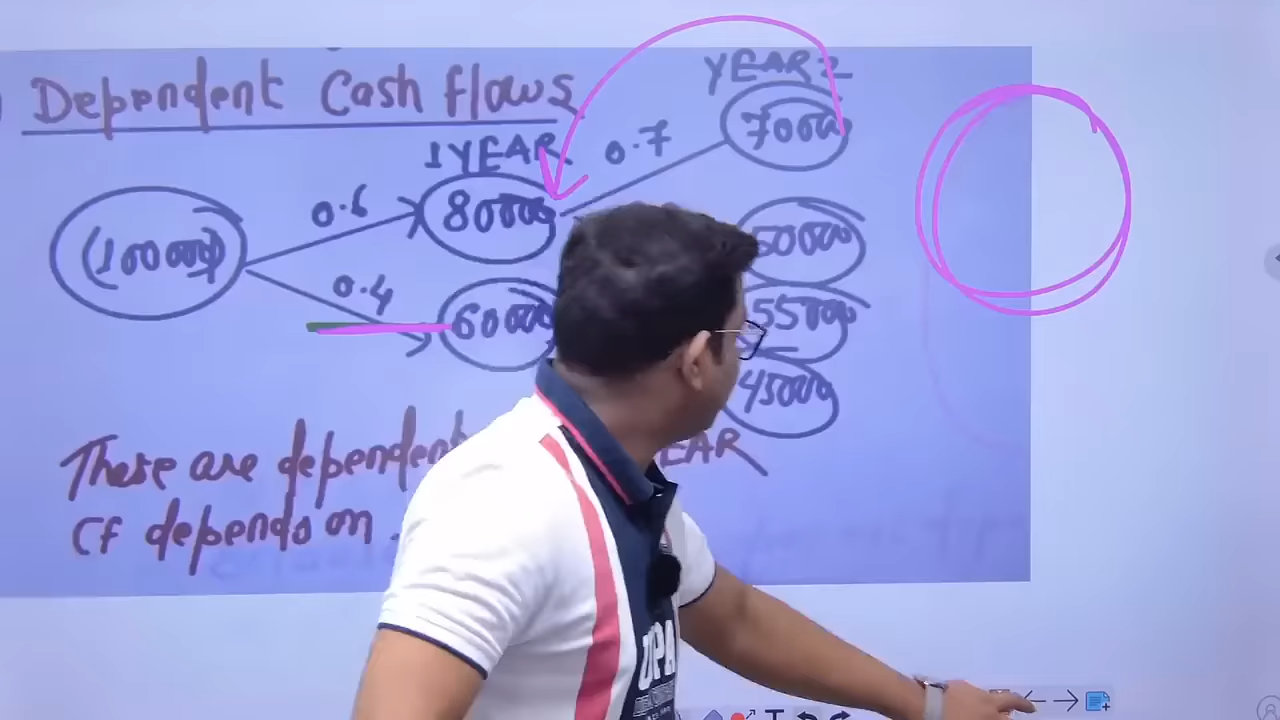 Dependent Cash flows
YEAR 2
1 YEAR
0.7
70000
(100000)
0.6
80000
50000
0.4
60000
55000
45000
These are dependent
EAR
CF depends on
UPA